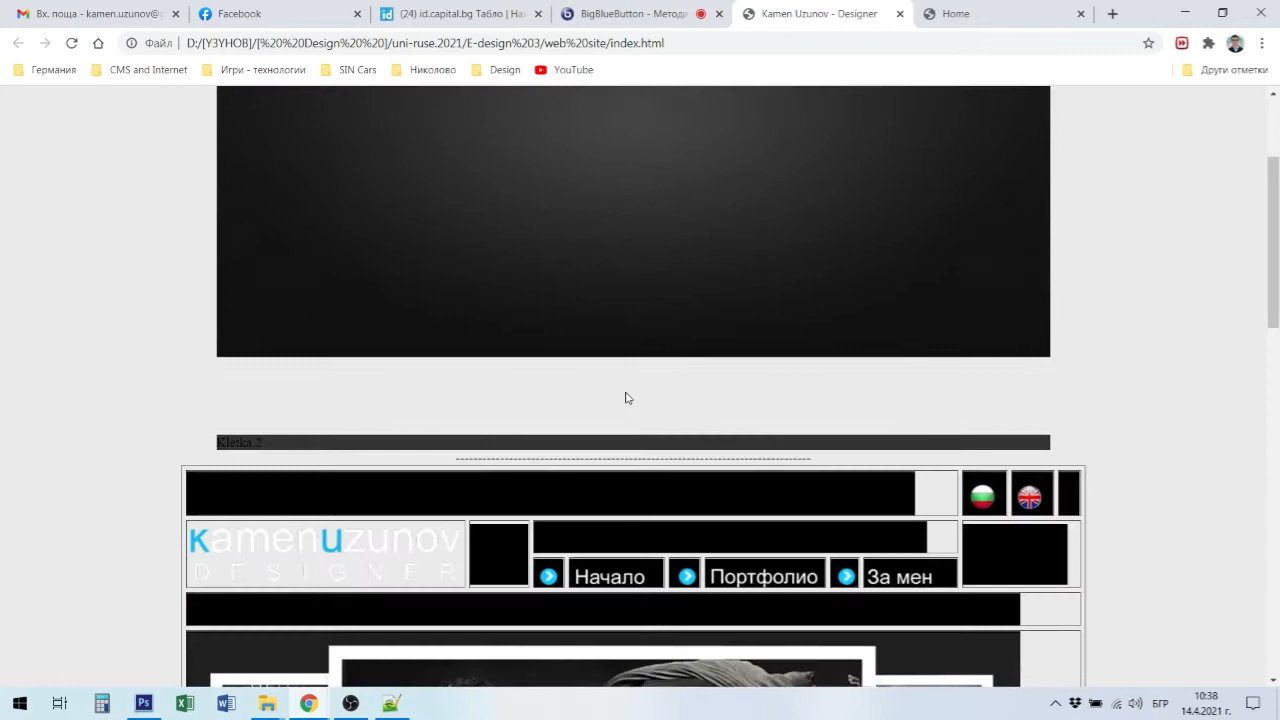 Вх. поща - kamen.uzunov@g
Facebook
(24) id.capital.bg Табло | На
BigBlueButton - Методи
Kamen Uzunov - Designer
Home
Файл
D:/[Y3YHOB]/[%20%20Design%20%20]/uni-ruse.2021/E-design%203/web%20site/index.html
Германия
CMS and Internet
Игри - технологии
SIN Cars
Николово
Design
YouTube
Други отметки
Kletka 2
kamenuzunov
DESIGNER
Начало
Портфолио
За мен
БГР
10:38
14.4.2021 г.